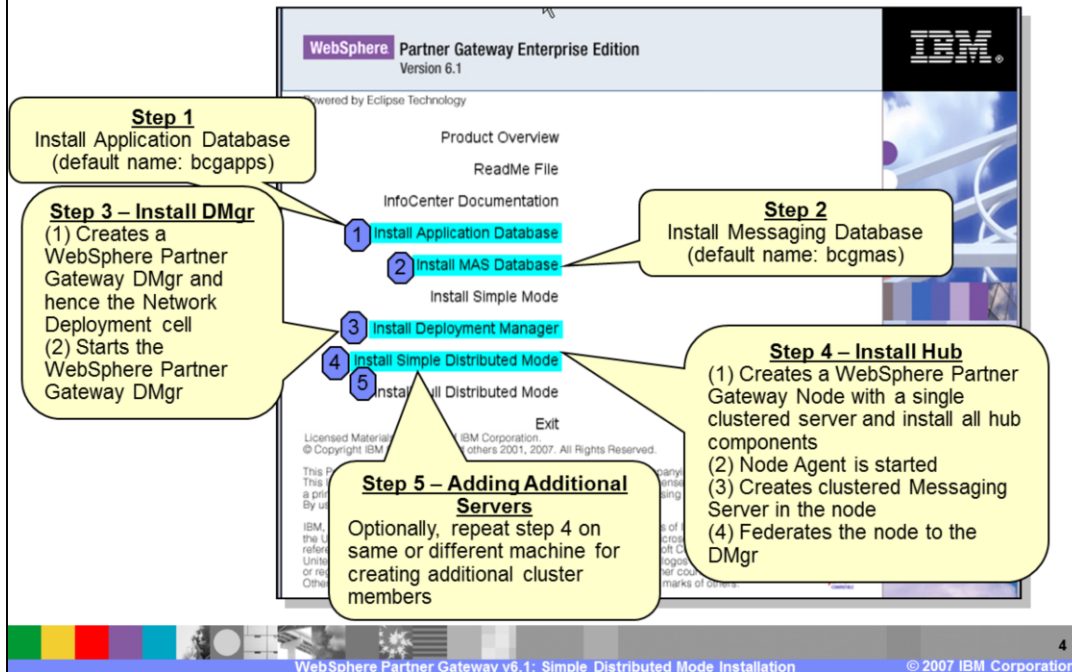 WebSphere. Partner Gateway Enterprise Edition
Version 6.1
IBM.
Powered by Eclipse Technology
Product Overview
ReadMe File
InfoCenter Documentation
1 Install Application Database
2 Install MAS Database
Install Simple Mode
3 Install Deployment Manager
4 Install Simple Distributed Mode
5 Install Full Distributed Mode
Exit
Step 1
Install Application Database
(default name: bcgapps)
Step 2
Install Messaging Database
(default name: bcgmas)
Step 3 – Install DMgr
(1) Creates a
WebSphere Partner
Gateway DMgr and
hence the Network
Deployment cell
(2) Starts the
WebSphere Partner
Gateway DMgr
Step 4 – Install Hub
(1) Creates a WebSphere Partner
Gateway Node with a single
clustered server and install all hub
components
(2) Node Agent is started
(3) Creates clustered Messaging
Server in the node
(4) Federates the node to the
DMgr
Step 5 – Adding Additional
Servers
Optionally, repeat step 4 on
same or different machine for
creating additional cluster
members
Licensed Materials IBM Corporation.
© Copyright IBM others 2001, 2007. All Rights Reserved.
4
WebSphere Partner Gateway v6.1: Simple Distributed Mode Installation
© 2007 IBM Corporation